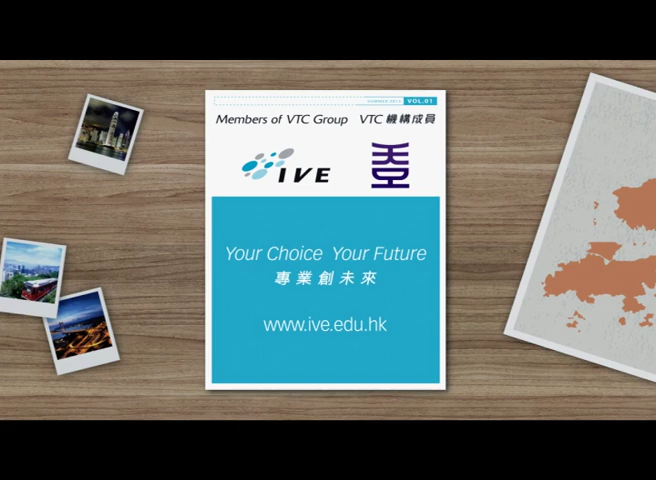 SUMMER 2013 VOL.01
Members of VTC Group VTC 機構成員
IVE
Your Choice Your Future
專業創未來
www.ive.edu.hk